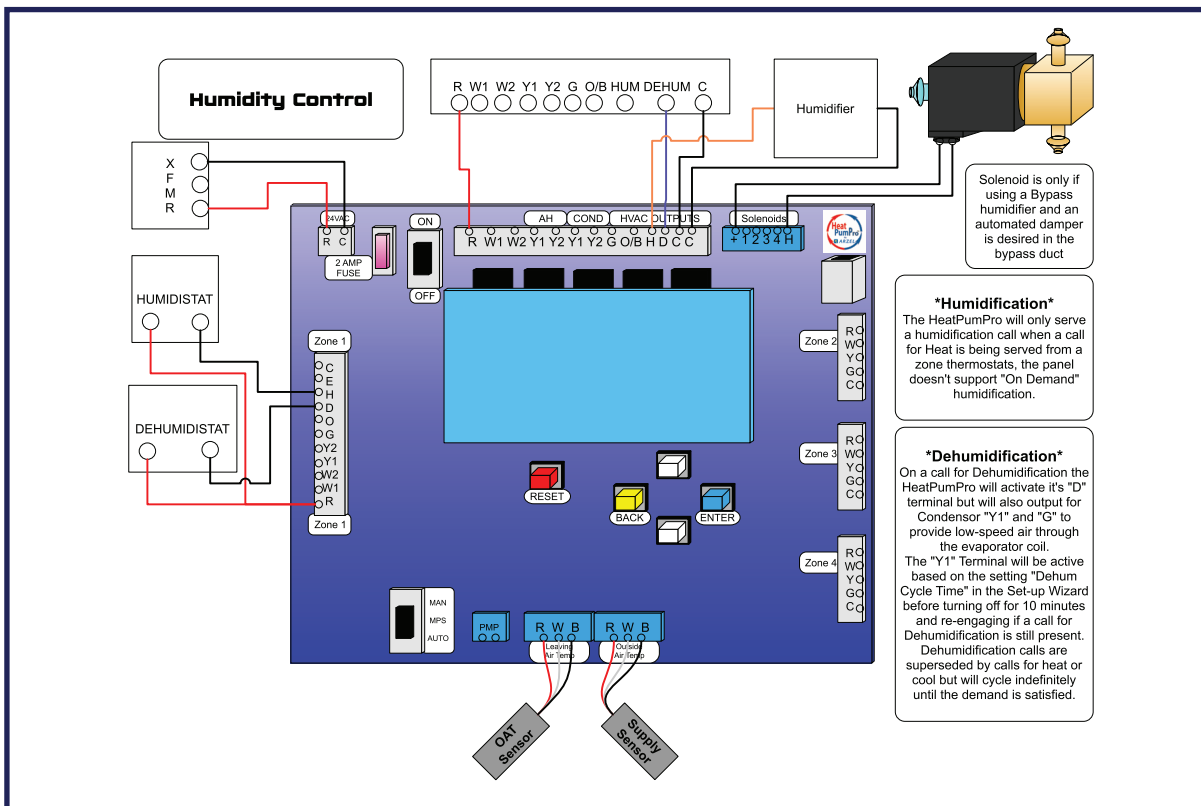 Humidity Control
R W1 W2 Y1 Y2 G O/B HUM DEHUM C
Humidifier
X
F
M
R
Solenoid is only if
using a Bypass
humidifier and an
automated damper
is desired in the
bypass duct
24VAC
R C
2 AMP
FUSE
ON
OFF
AH COND HVAC OUTPUTS
R W1 W2 Y1 Y2 Y1 Y2 G O/B H D C C
Solenoids
+ 1 2 3 4 H
Heat
PumPro
ARZEL
HUMIDISTAT
DEHUMIDISTAT
Zone 1
C
E
H
D
O
G
Y2
Y1
W2
W1
R
Zone 1
Zone 2
R
W
Y
G
C
Zone 3
R
W
Y
G
C
Zone 4
R
W
Y
G
C
RESET
BACK
ENTER
MAN
MPS
AUTO
PMP
R W B
Leaving
Air Temp
R W B
Outside
Air Temp
OAT
Sensor
Supply
Sensor
*Humidification*
The HeatPumPro will only serve
a humidification call when a call
for Heat is being served from a
zone thermostats, the panel
doesn't support "On Demand"
humidification.
*Dehumidification*
On a call for Dehumidification the
HeatPumPro will activate it's "D"
terminal but will also output for
Condensor "Y1" and "G" to
provide low-speed air through
the evaporator coil.
The "Y1" Terminal will be active
based on the setting "Dehum
Cycle Time" in the Set-up Wizard
before turning off for 10 minutes
and re-engaging if a call for
Dehumidification is still present.
Dehumidification calls are
superseded by calls for heat or
cool but will cycle indefinitely
until the demand is satisfied.